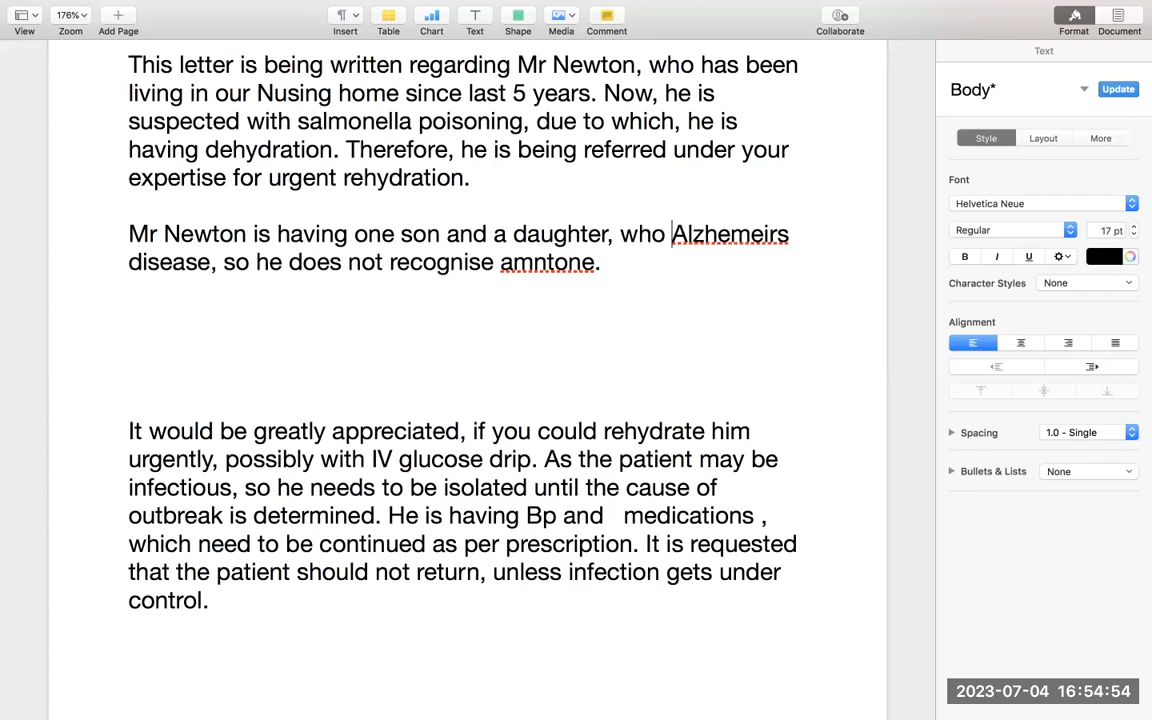 176%
View
Zoom
Add Page
Insert
Table
Chart
Text
Shape
Media
Comment
Collaborate
Format
Document
This letter is being written regarding Mr Newton, who has been
living in our Nusing home since last 5 years. Now, he is
suspected with salmonella poisoning, due to which, he is
having dehydration. Therefore, he is being referred under your
expertise for urgent rehydration.
Mr Newton is having one son and a daughter, who Alzhemeirs
disease, so he does not recognise amntone.
It would be greatly appreciated, if you could rehydrate him
urgently, possibly with IV glucose drip. As the patient may be
infectious, so he needs to be isolated until the cause of
outbreak is determined. He is having Bp and   medications ,
which need to be continued as per prescription. It is requested
that the patient should not return, unless infection gets under
control.
Text
Body*
Update
Style
Layout
More
Font
Helvetica Neue
Regular
17 pt
B I U
Character Styles
None
Alignment
Spacing
1.0 - Single
Bullets & Lists
None
2023-07-04 16:54:54